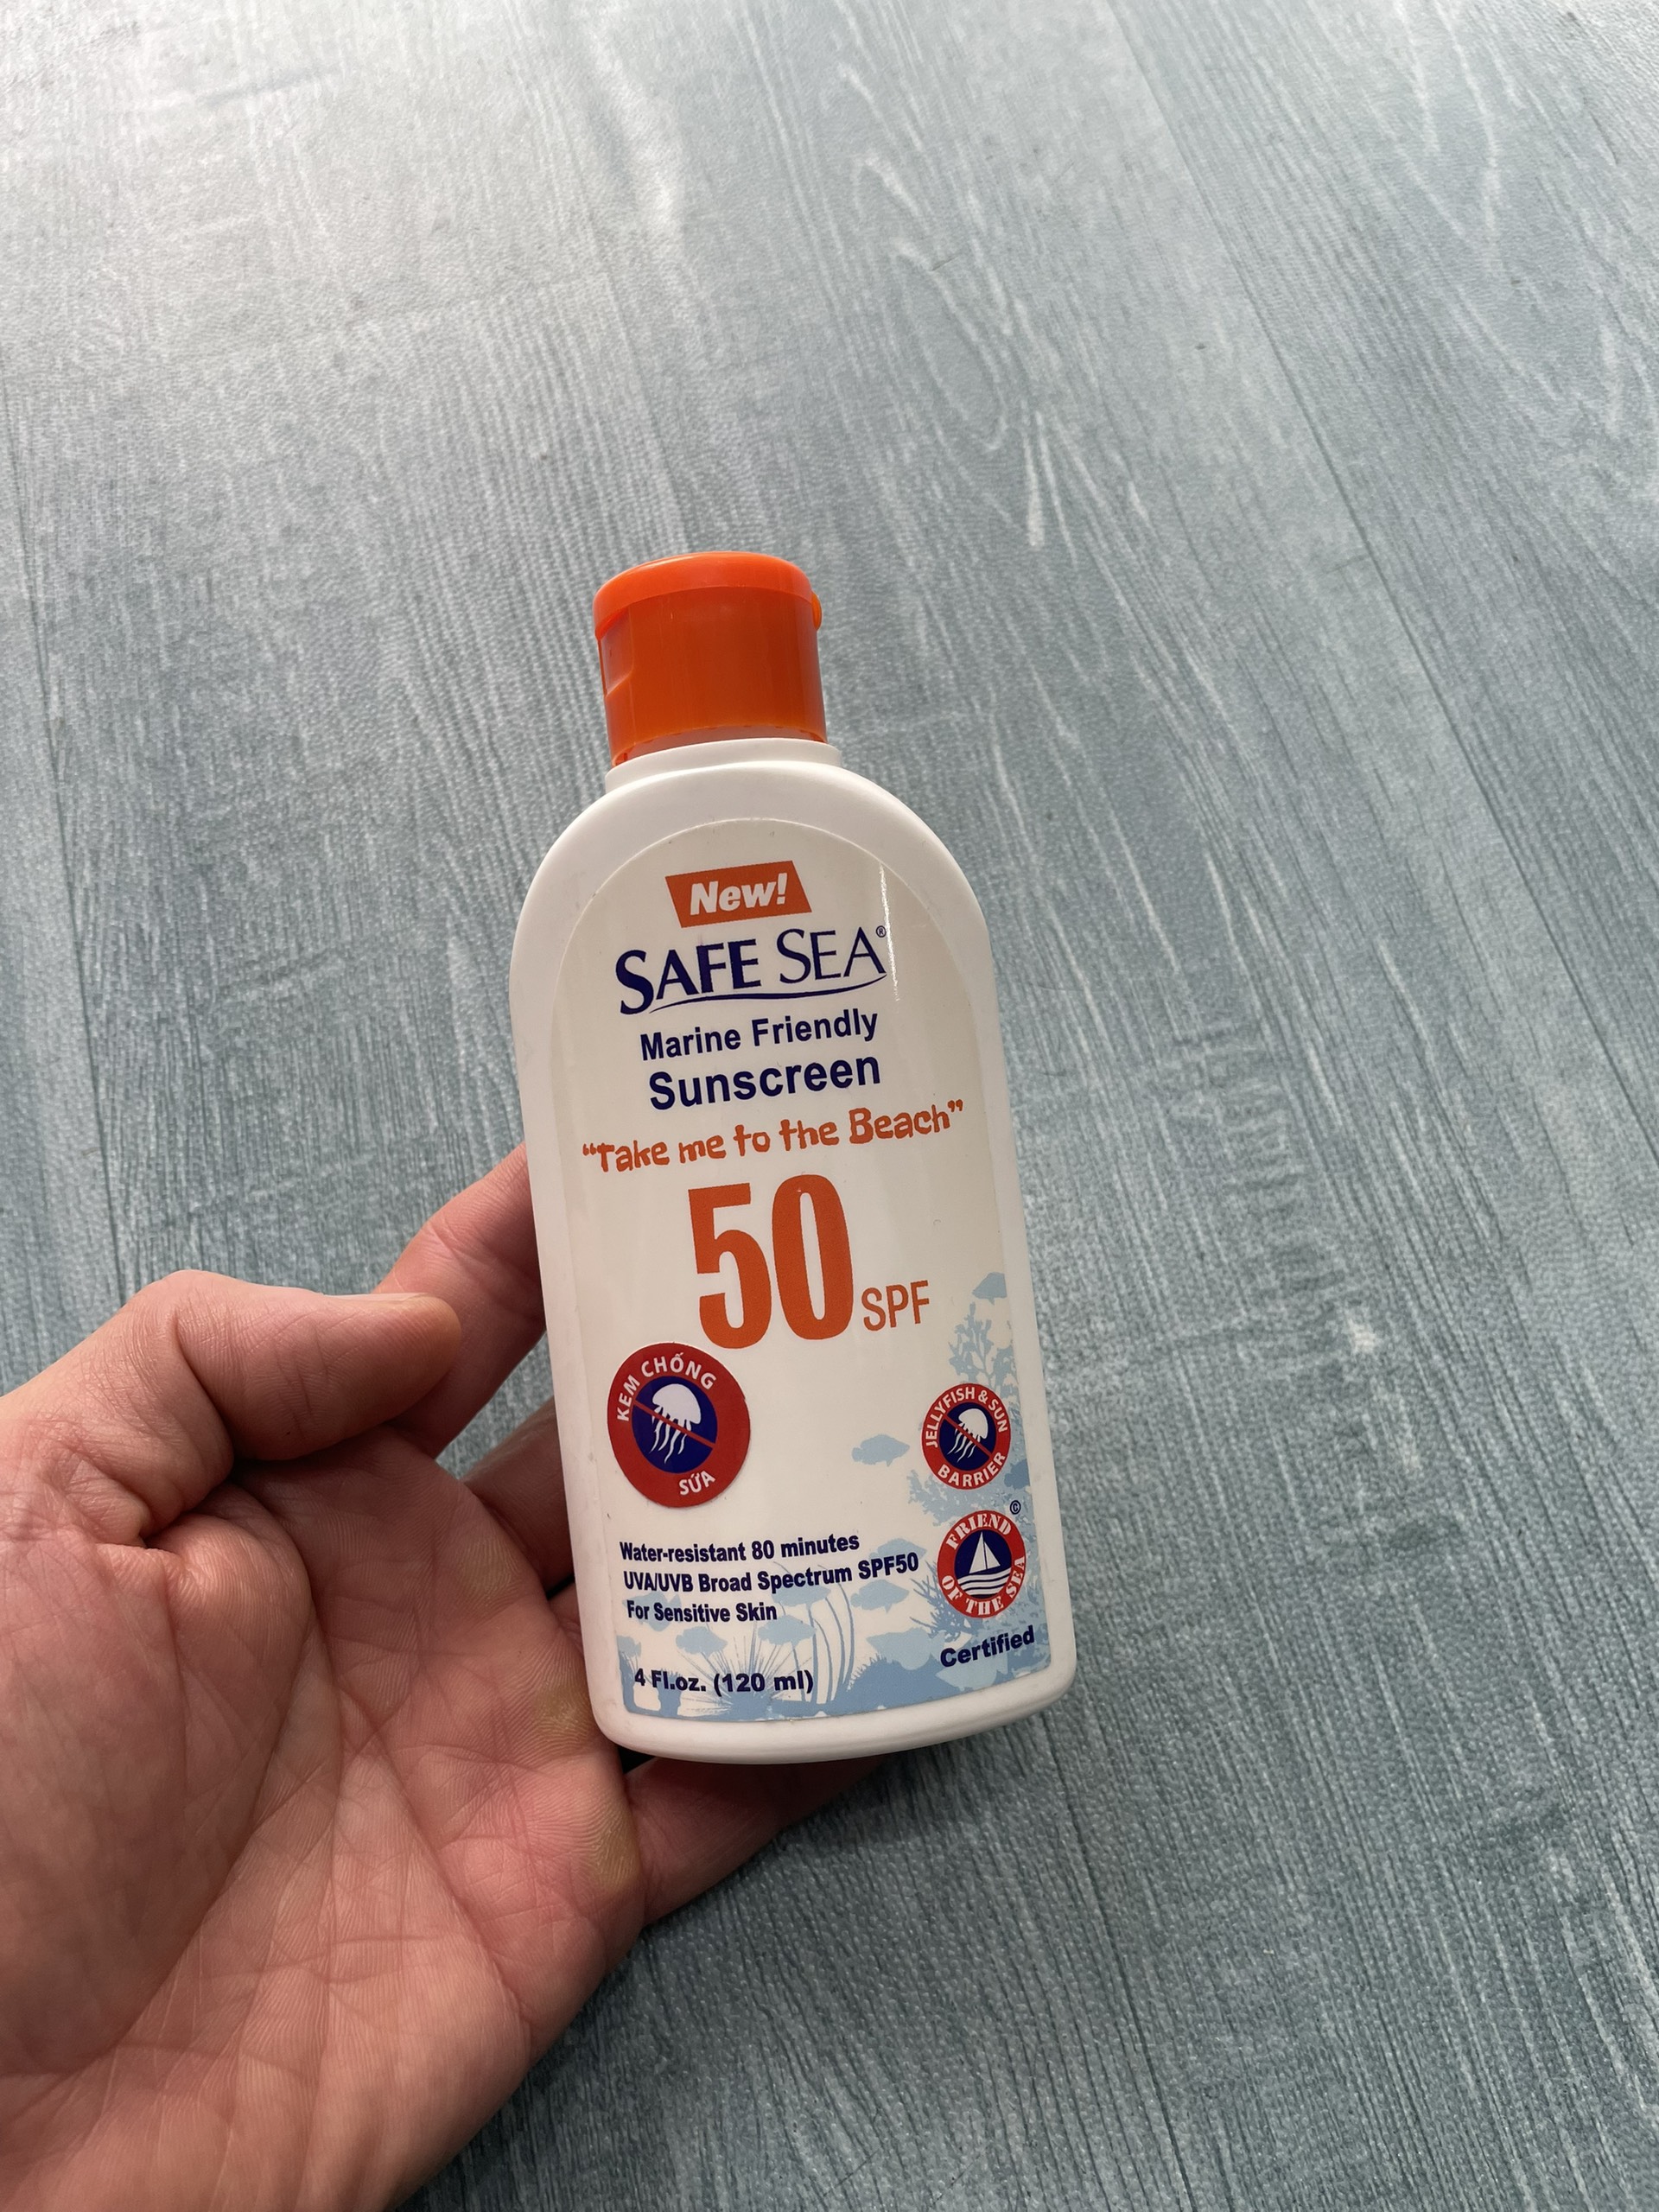 New!
SAFE SEA®
Marine Friendly
Sunscreen
“Take me to the Beach”
50 SPF
KEM CHỐNG
SỨA
JELLYFISH & SUN
BARRIER
©
FRIEND
OF THE SEA
Certified
Water-resistant 80 minutes
UVA/UVB Broad Spectrum SPF50
For Sensitive Skin
4 Fl.oz. (120 ml)